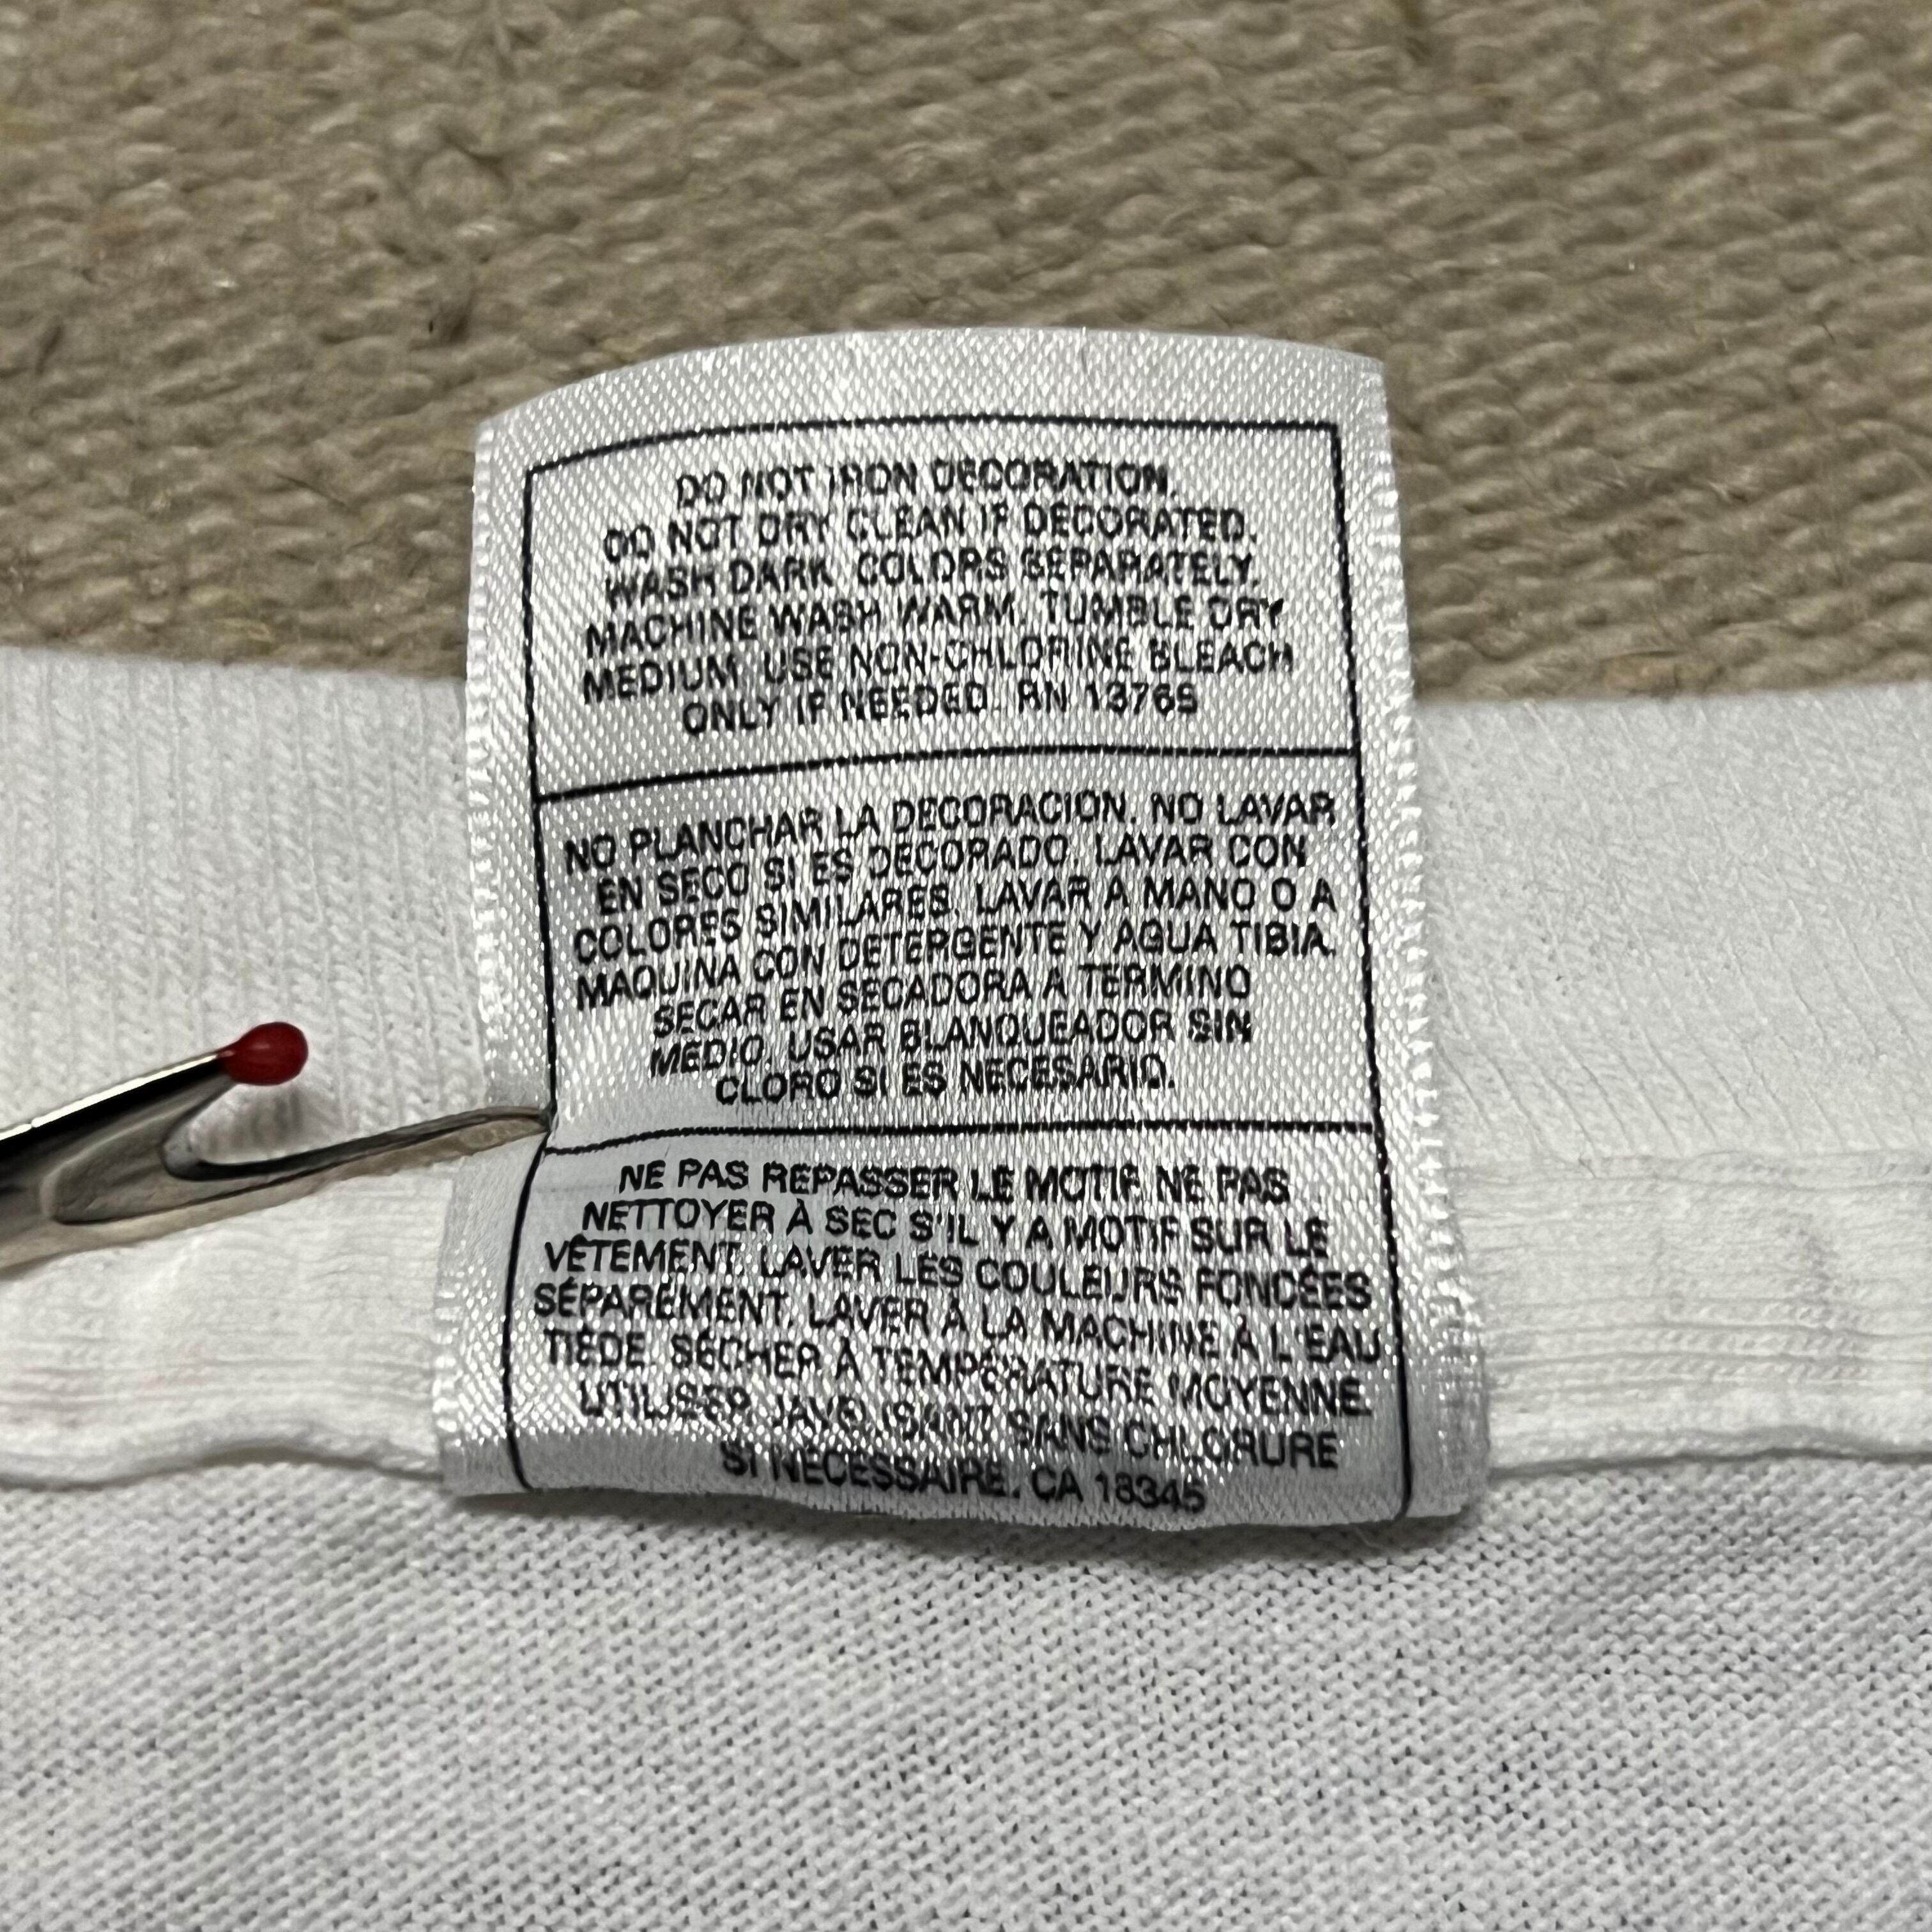 DO NOT IRON DECORATION.
DO NOT DRY CLEAN IF DECORATED.
WASH DARK COLORS SEPARATELY.
MACHINE WASH WARM. TUMBLE DRY
MEDIUM. USE NON-CHLORINE BLEACH
ONLY IF NEEDED. RN 13765
NO PLANCHAR LA DECORACION. NO LAVAR
EN SECO SI ES DECORADO. LAVAR CON
COLORES SIMILARES. LAVAR A MANO O A
MAQUINA CON DETERGENTE Y AGUA TIBIA.
SECAR EN SECADORA A TERMINO
MEDIO. USAR BLANQUEADOR SIN
CLORO SI ES NECESARIO.
NE PAS REPASSER LE MOTIF. NE PAS
NETTOYER À SEC S'IL Y A MOTIF SUR LE
VÊTEMENT. LAVER LES COULEURS FONCÉES
SÉPARÉMENT. LAVER À LA MACHINE À L'EAU
TIÈDE. SÉCHER À TEMPÉRATURE MOYENNE.
UTILISER JAVELISANT SANS CHLORURE
SI NÉCESSAIRE. CA 18345